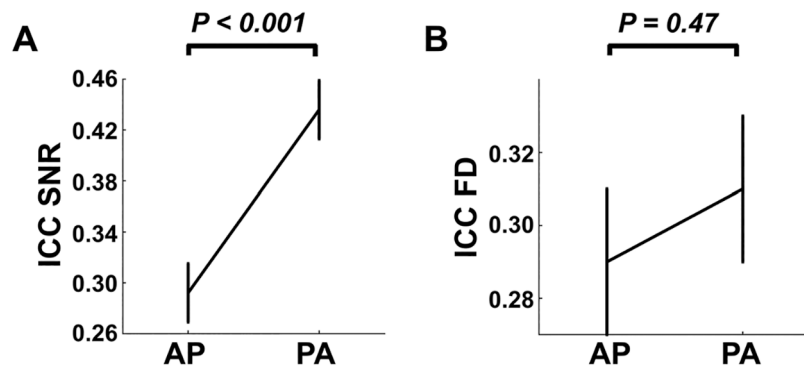 A
P < 0.001
ICC SNR
0.46
0.42
0.38
0.34
0.30
0.26
AP
PA
B
P = 0.47
ICC FD
0.32
0.30
0.28
AP
PA